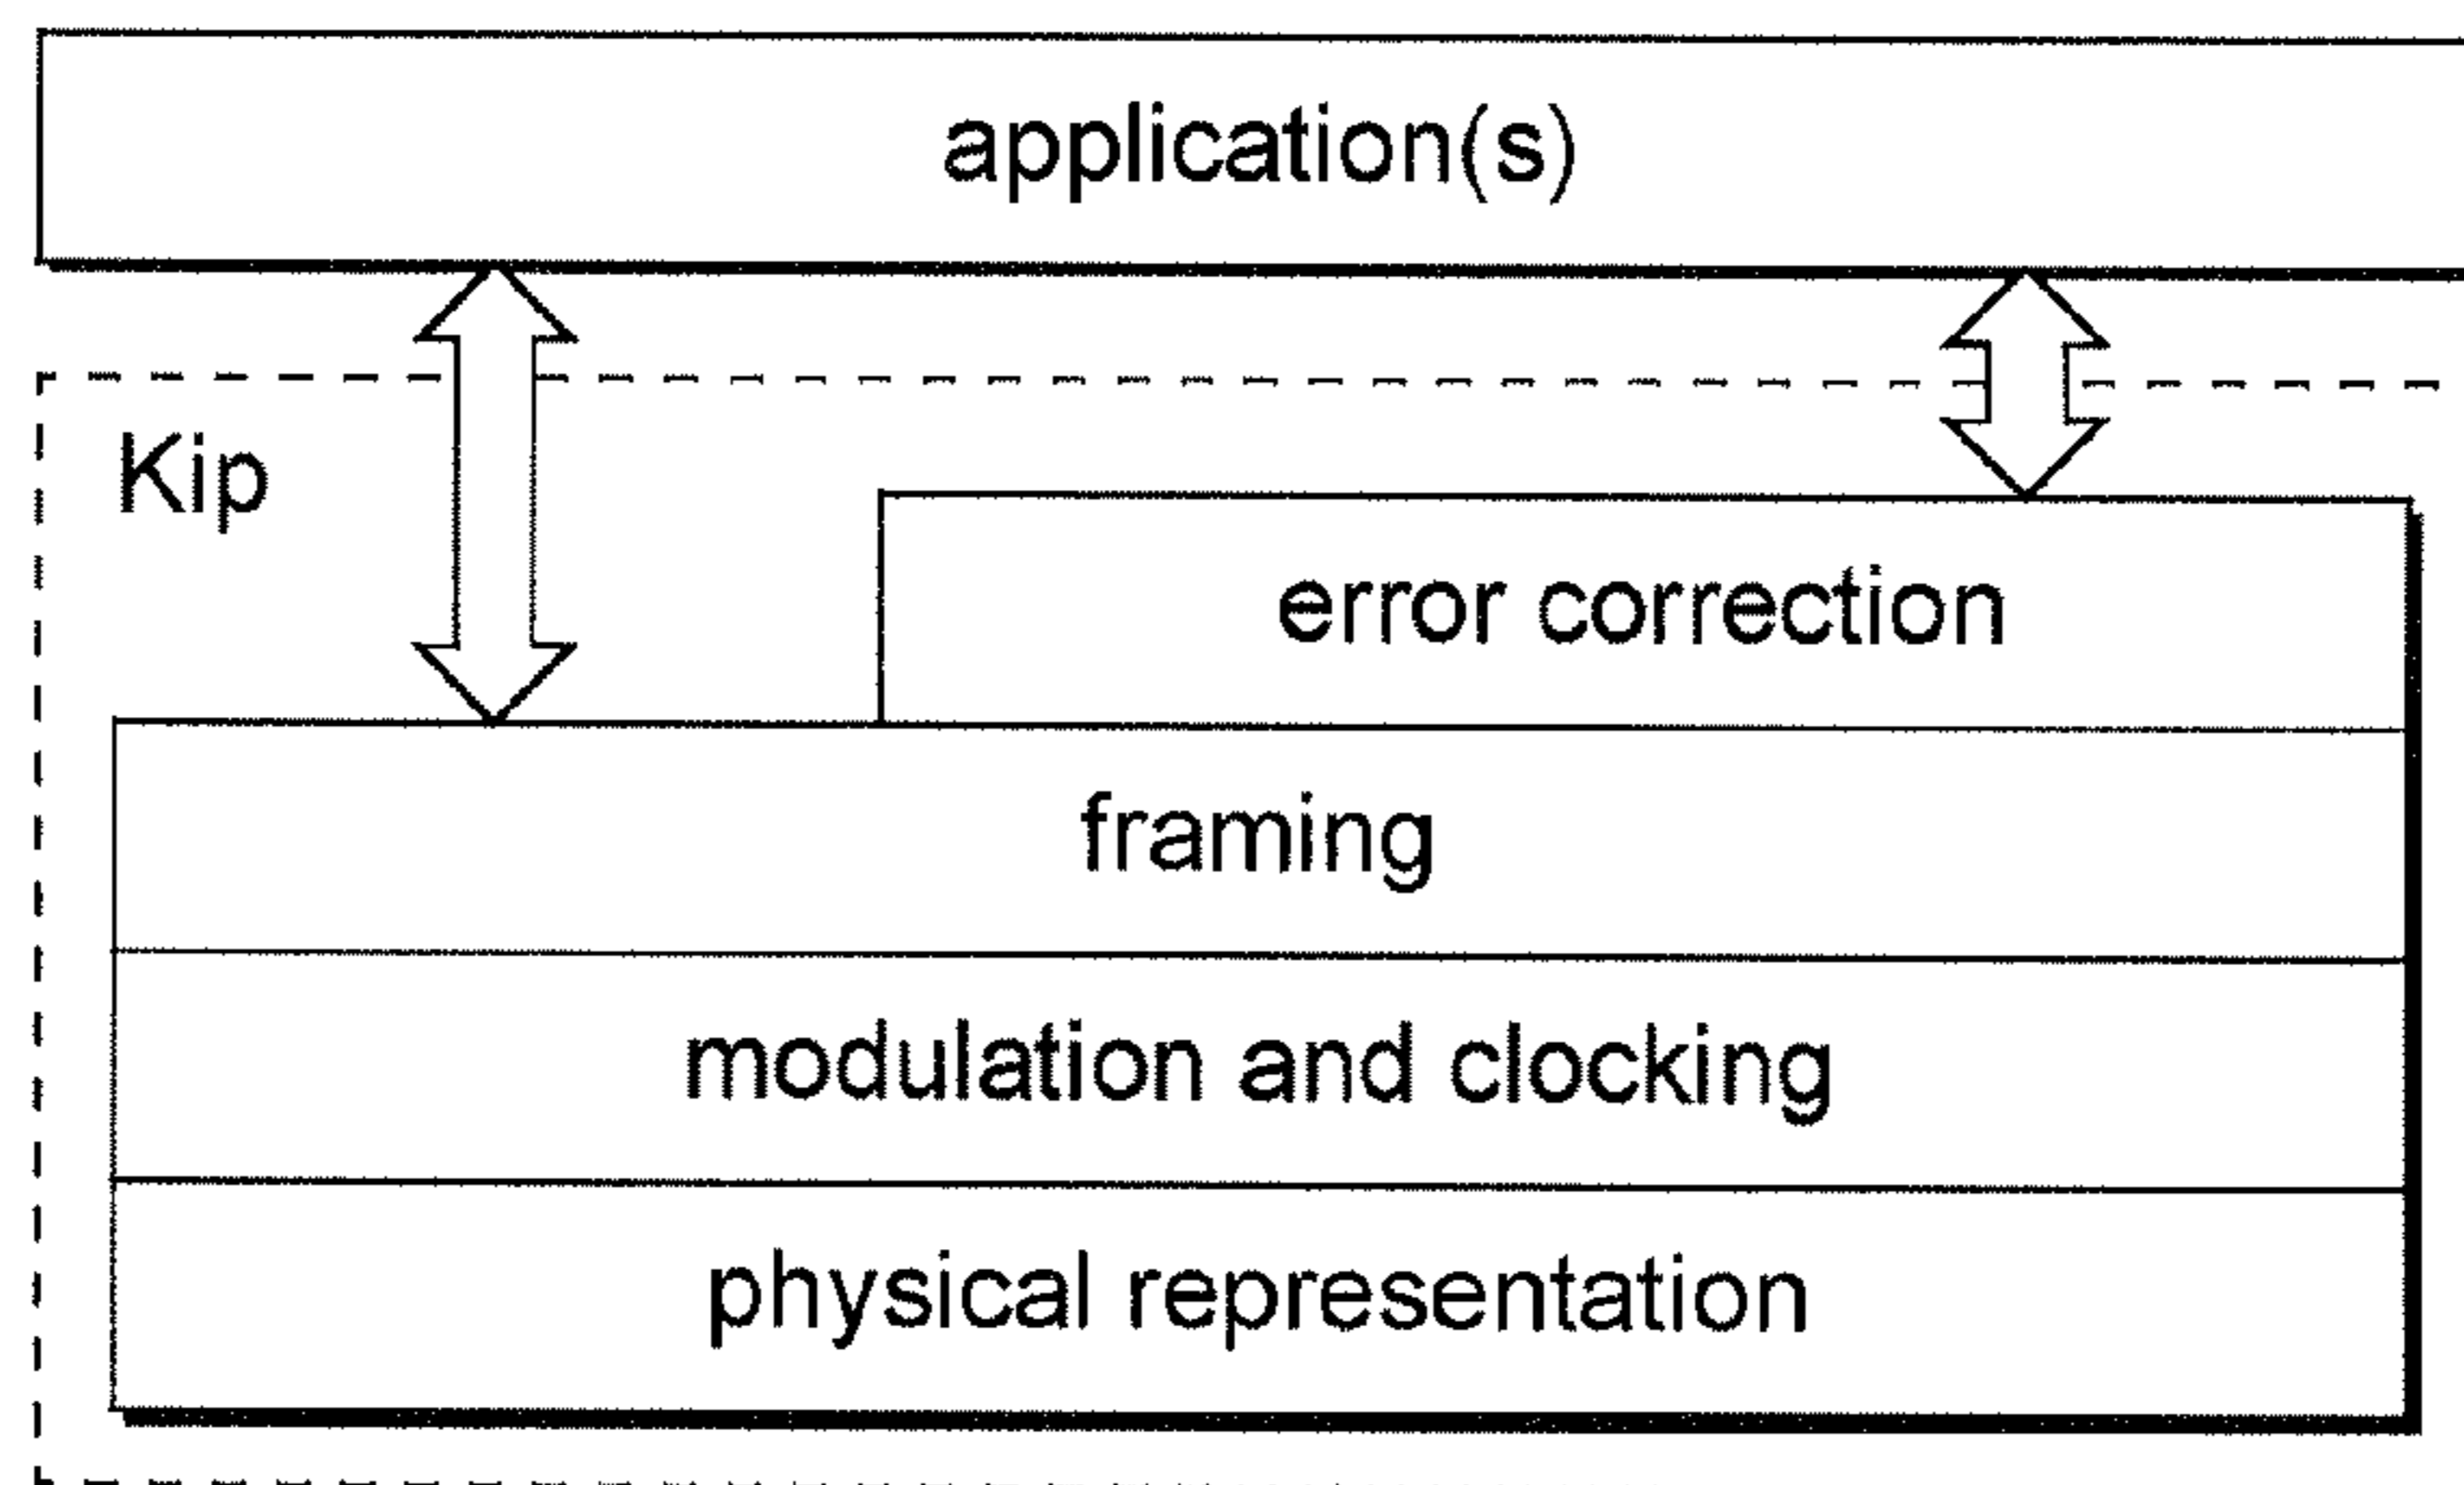 application(s)
Kip
error correction
framing
modulation and clocking
physical representation